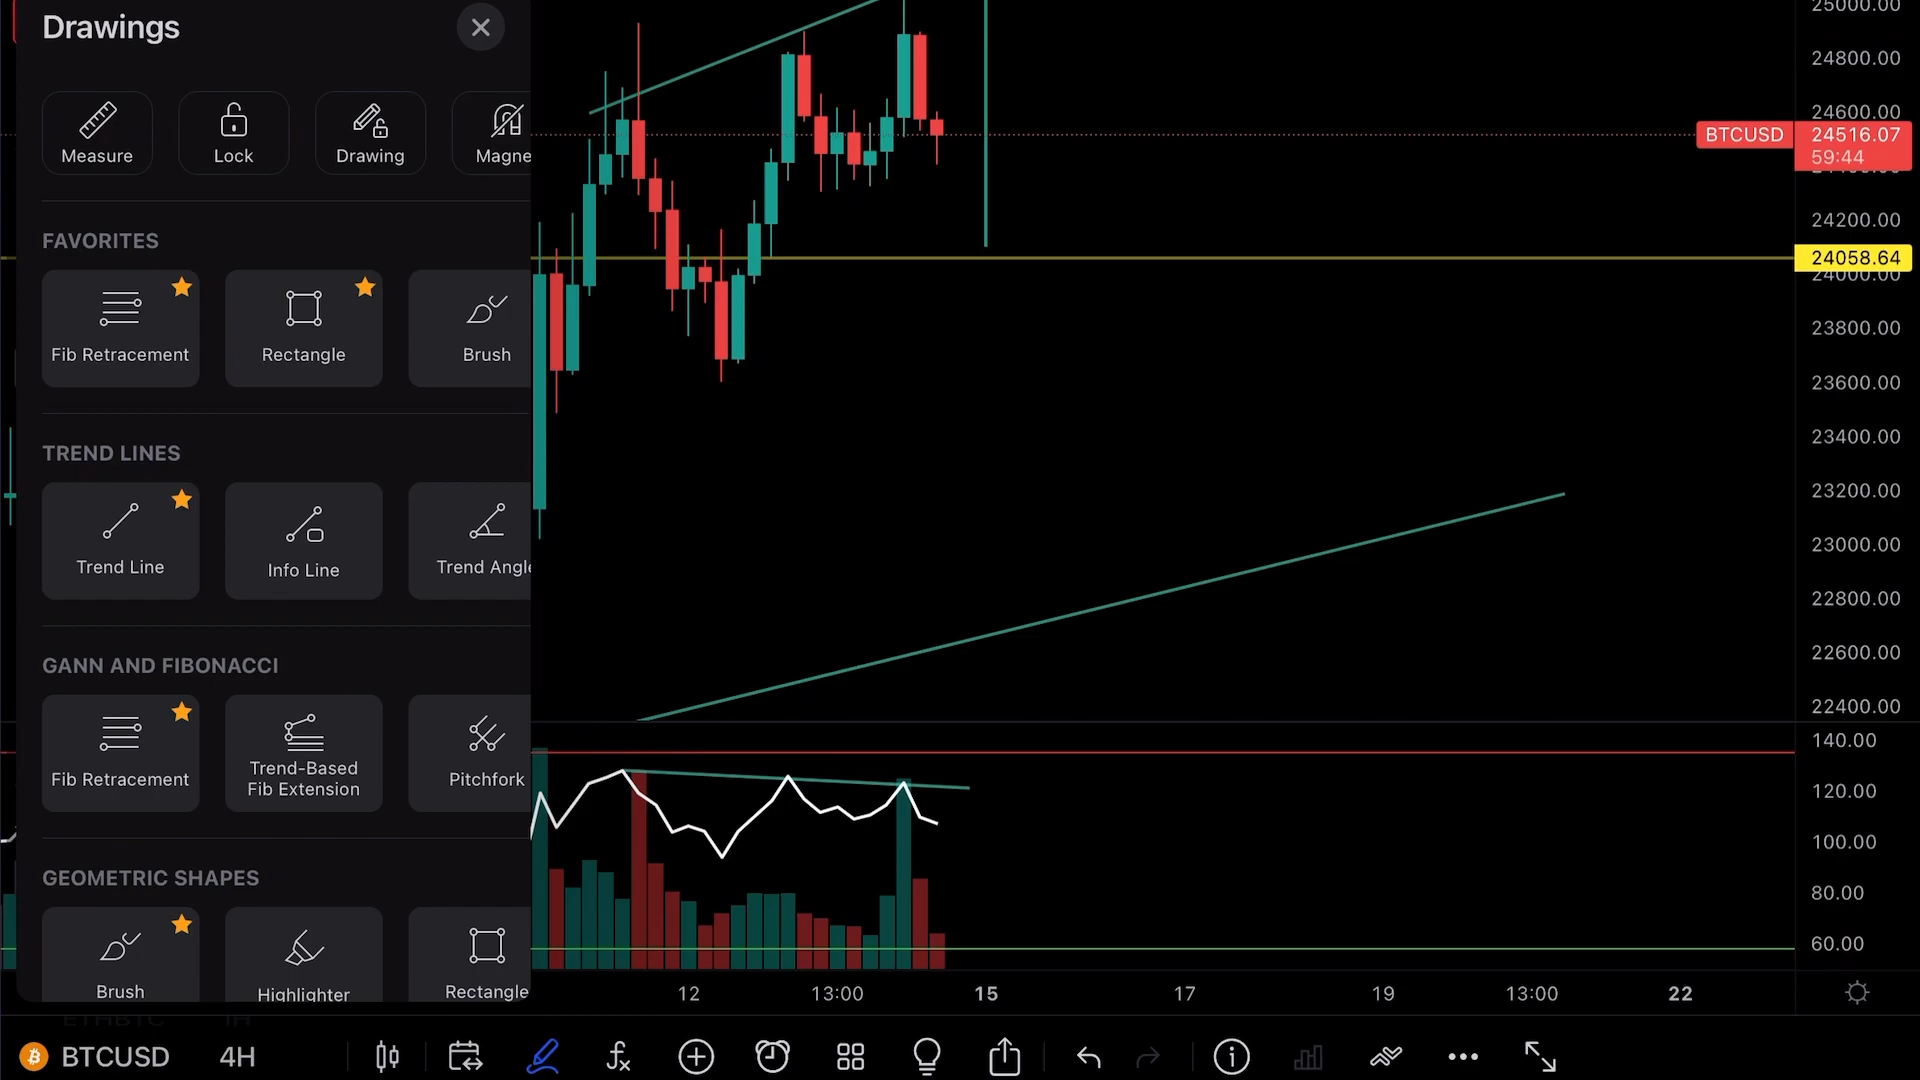 Drawings
Measure
Lock
Drawing
Magne
FAVORITES
Fib Retracement
Rectangle
Brush
TREND LINES
Trend Line
Info Line
Trend Angle
GANN AND FIBONACCI
Fib Retracement
Trend-Based
Fib Extension
Pitchfork
GEOMETRIC SHAPES
Brush
Highlighter
Rectangle
25000.00
24800.00
24600.00
BTCUSD 24516.07
59:44
24200.00
24058.64
24000.00
23800.00
23600.00
23400.00
23200.00
23000.00
22800.00
22600.00
22400.00
140.00
120.00
100.00
80.00
60.00
12 13:00 15 17 19 13:00 22
ETHBTC 1H
BTCUSD 4H